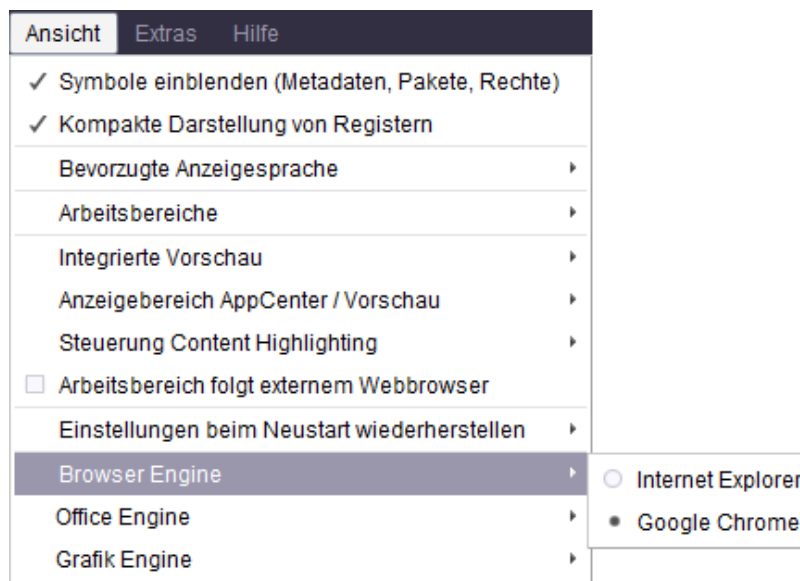 Ansicht Extras Hilfe
Symbole einblenden (Metadaten, Pakete, Rechte)
Kompakte Darstellung von Registern
Bevorzugte Anzeigesprache
Arbeitsbereiche
Integrierte Vorschau
Anzeigebereich AppCenter / Vorschau
Steuerung Content Highlighting
Arbeitsbereich folgt externem Webbrowser
Einstellungen beim Neustart wiederherstellen
Browser Engine
Internet Explorer
Office Engine
Google Chrome
Grafik Engine